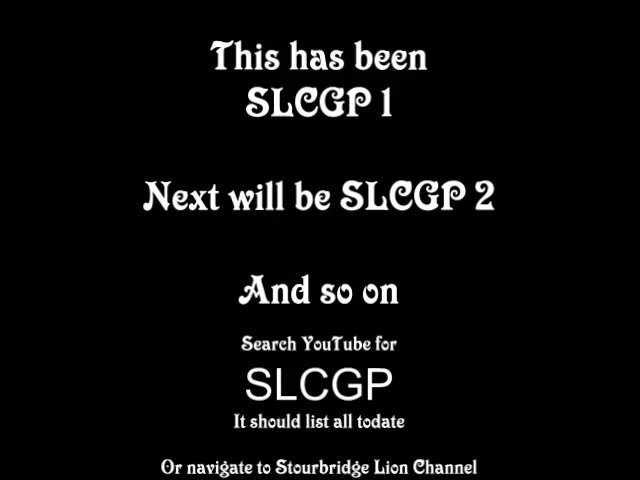 This has been
SLCGP 1
Next will be SLCGP 2
And so on
Search YouTube for
SLCGP
It should list all todate
Or navigate to Stourbridge Lion Channel